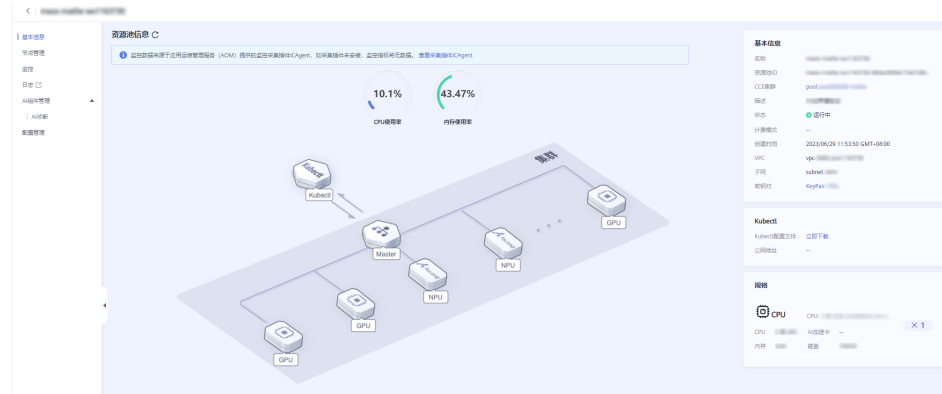 基本信息
节点管理
监控
日志
AI组件管理
AI诊断
配置管理
资源池信息
监控数据来源于应用运维管理服务（AOM）提供的监控采集插件ICAgent，如采集插件未安装，监控指标将无数据。 查看采集插件ICAgent
10.1%
CPU使用率
43.47%
内存使用率
集群
Kubectl
Kubectl
Master
GPU
GPU
NPU
Ascend
NPU
Ascend
GPU
基本信息
名称
资源池ID
CCE集群 pool-
描述
状态 运行中
计费模式 --
创建时间 2023/06/29 11:53:50 GMT+08:00
VPC vpc-
子网 subnet-
密钥对 KeyPair-
Kubectl
Kubectl配置文件 立即下载
公网地址 --
规格
CPU CPU:
× 1
CPU AI加速卡 --
内存 磁盘